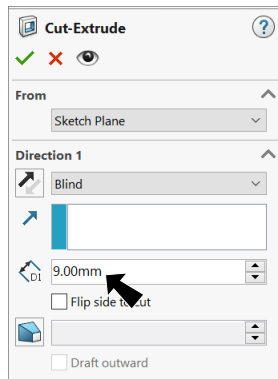 Cut-Extrude
?
From
Sketch Plane
Direction 1
Blind
D1
9.00mm
Flip side to cut
Draft outward